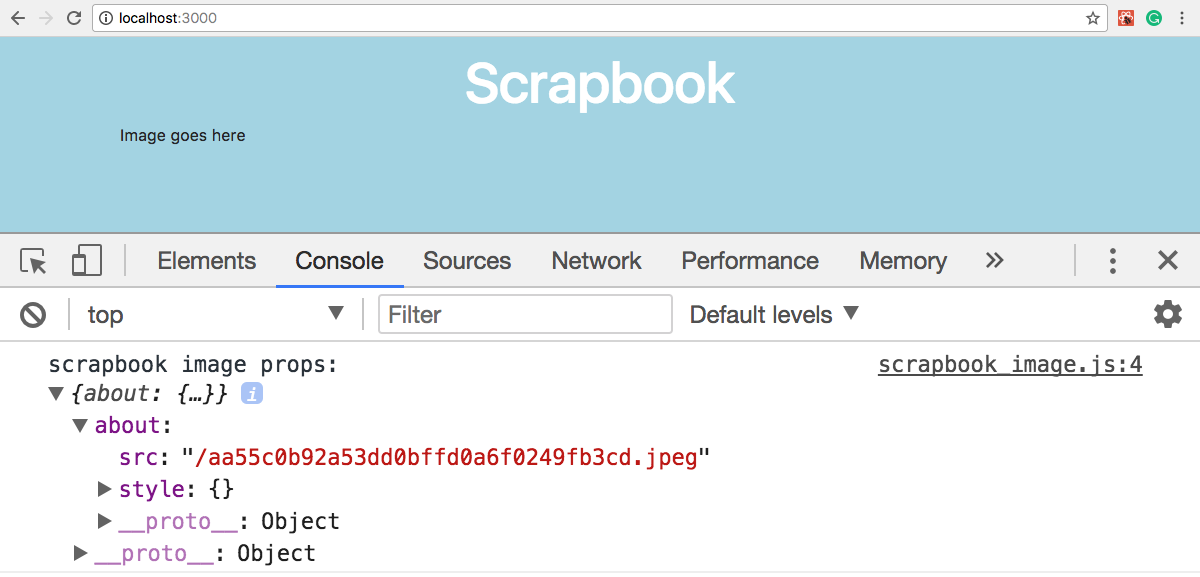 localhost:3000
Scrapbook
Image goes here
Elements Console Sources Network Performance Memory »
top Filter Default levels
scrapbook image props: scrapbook_image.js:4
{about: {…}} i
about:
src: "/aa55c0b92a53dd0bffd0a6f0249fb3cd.jpeg"
style: {}
__proto__: Object
__proto__: Object